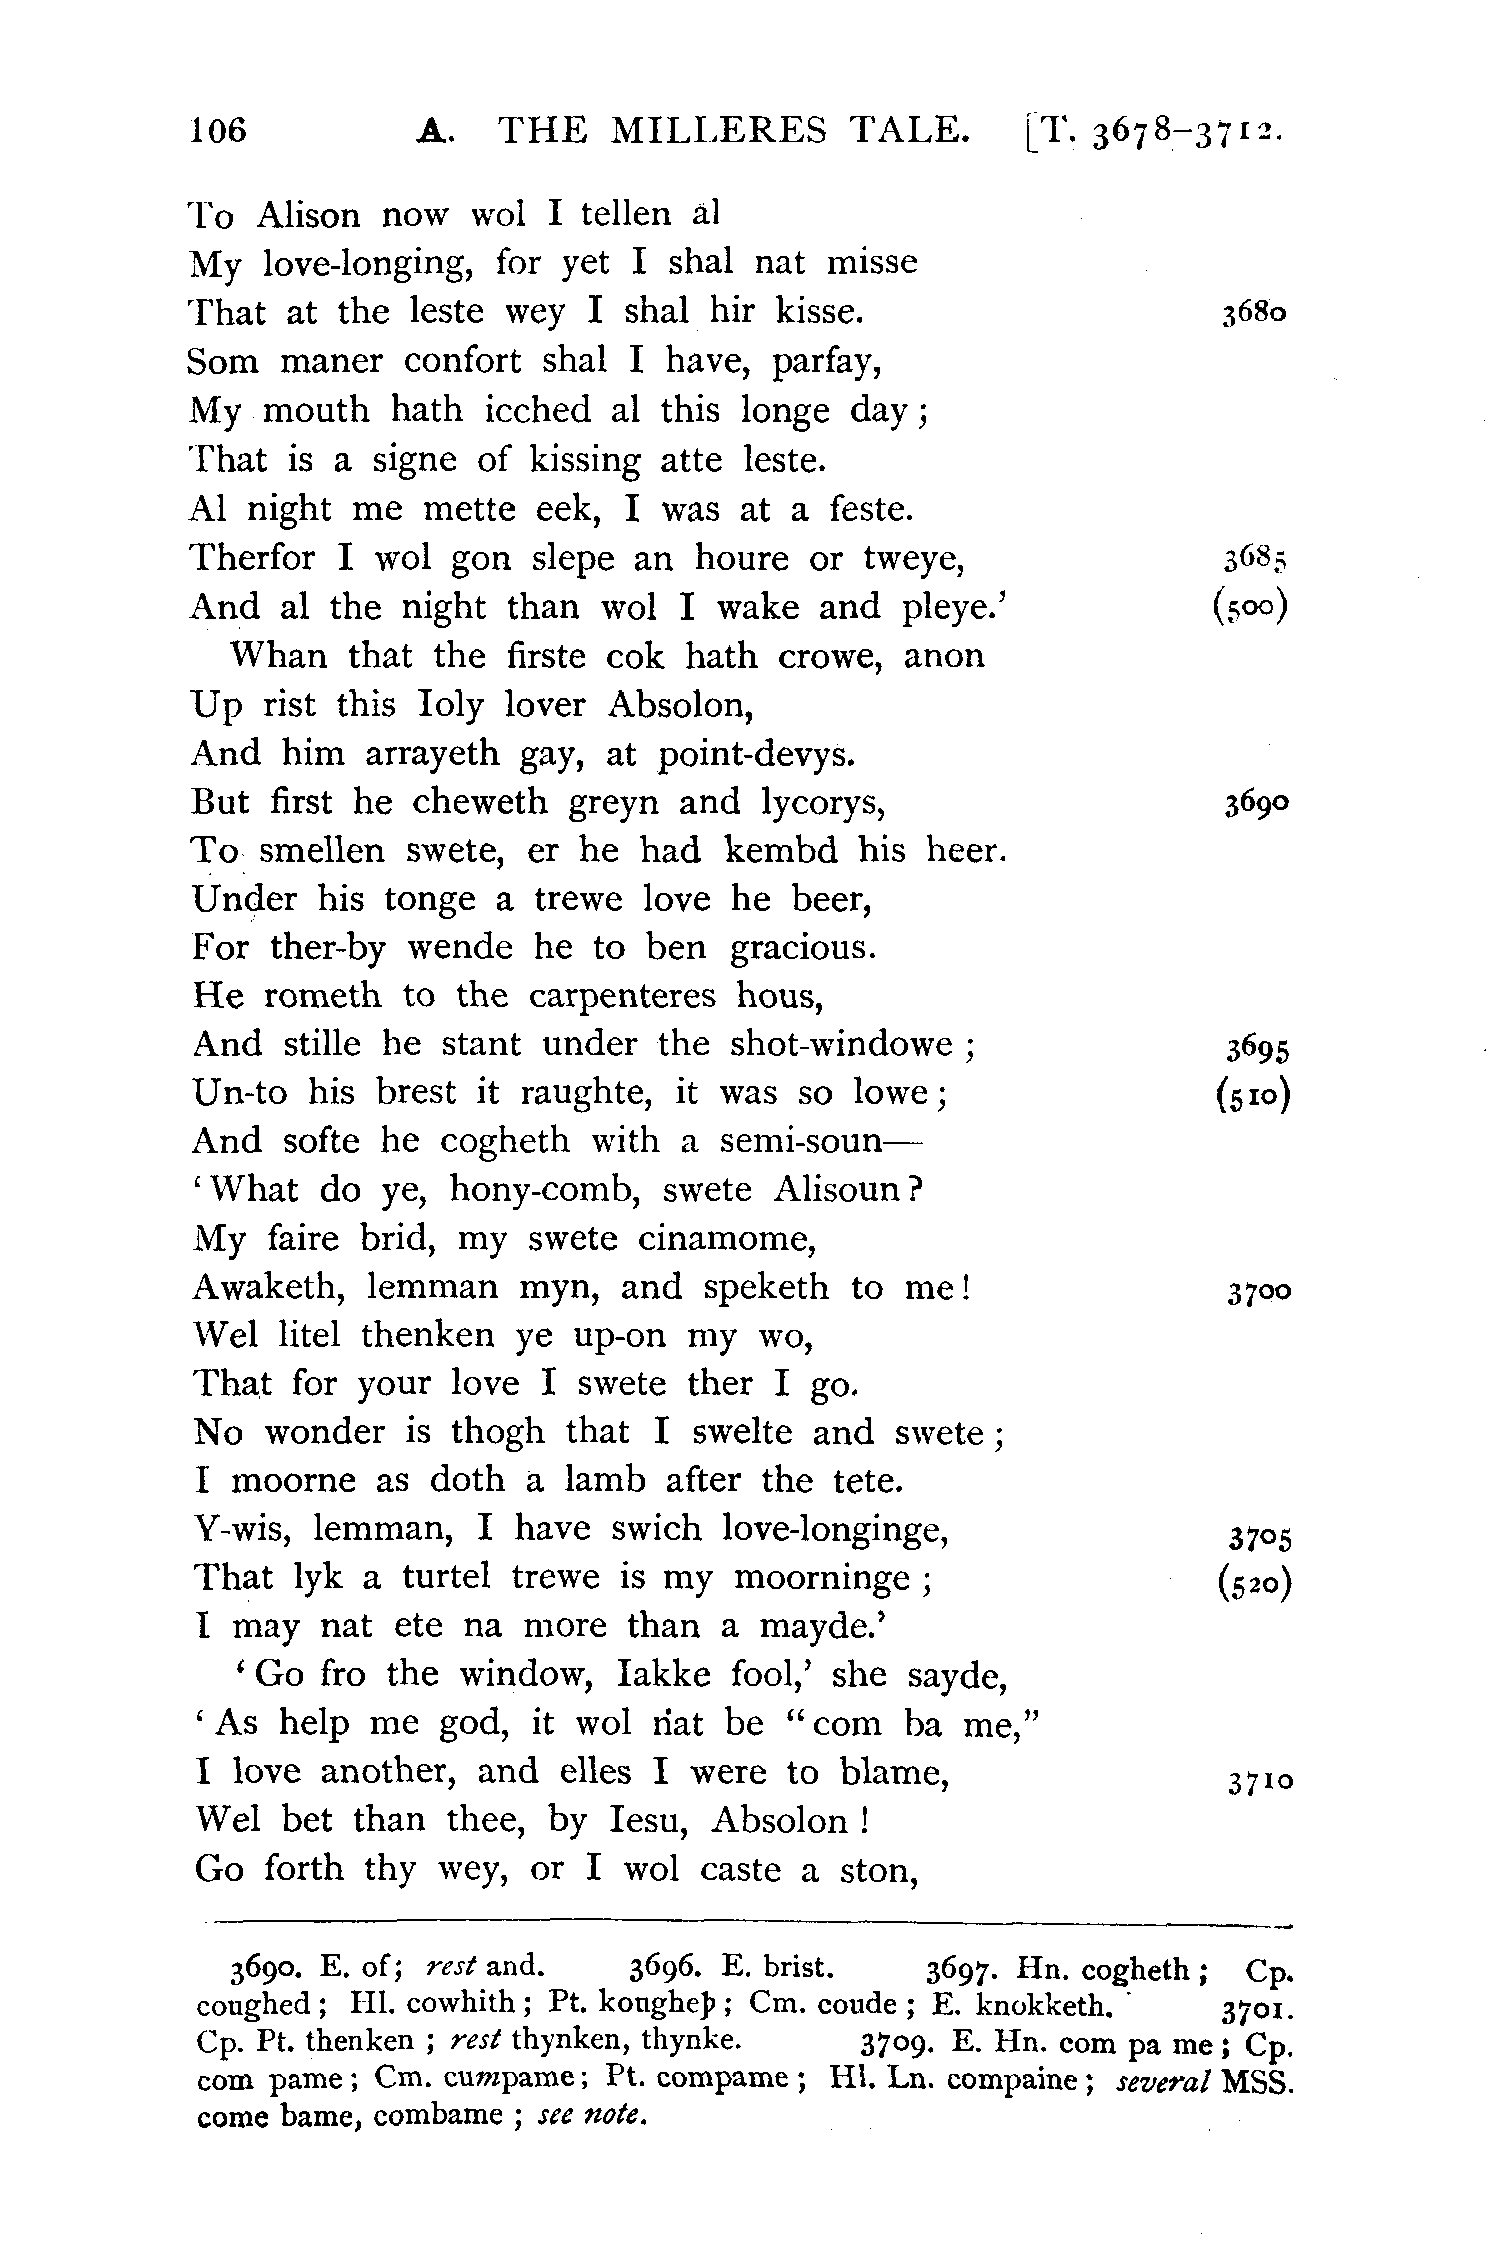 106 A. THE MILLERES TALE. [T. 3678–3712.
To Alison now wol I tellen al
My love-longing, for yet I shal nat misse
That at the leste wey I shal hir kisse. 3680
Som maner confort shal I have, parfay,
My mouth hath icched al this longe day ;
That is a signe of kissing atte leste.
Al night me mette eek, I was at a feste.
Therfor I wol gon slepe an houre or tweye, 3685
And al the night than wol I wake and pleye.’ (500)
Whan that the firste cok hath crowe, anon
Up rist this Ioly lover Absolon,
And him arrayeth gay, at point-devys.
But first he cheweth greyn and lycorys, 3690
To smellen swete, er he had kembd his heer.
Under his tonge a trewe love he beer,
For ther-by wende he to ben gracious.
He rometh to the carpenteres hous,
And stille he stant under the shot-windowe ; 3695
Un-to his brest it raughte, it was so lowe ; (510)
And softe he cogheth with a semi-soun—
‘What do ye, hony-comb, swete Alisoun ?
My faire brid, my swete cinamome,
Awaketh, lemman myn, and speketh to me ! 3700
Wel litel thenken ye up-on my wo,
That for your love I swete ther I go.
No wonder is thogh that I swelte and swete ;
I moorne as doth a lamb after the tete.
Y-wis, lemman, I have swich love-longinge, 3705
That lyk a turtel trewe is my moorninge ; (520)
I may nat ete na more than a mayde.’
‘Go fro the window, Iakke fool,’ she sayde,
‘As help me god, it wol nat be “com ba me,”
I love another, and elles I were to blame, 3710
Wel bet than thee, by Iesu, Absolon !
Go forth thy wey, or I wol caste a ston,
3690. E. of; rest and. 3696. E. brist. 3697. Hn. cogheth ; Cp.
coughed ; Hl. cowhith ; Pt. kougheþ ; Cm. coude ; E. knokketh. 3701.
Cp. Pt. thenken ; rest thynken, thynke. 3709. E. Hn. com pa me ; Cp.
com pame ; Cm. cumpame ; Pt. compame ; Hl. Ln. compaine ; several MSS.
come bame, combame ; see note.